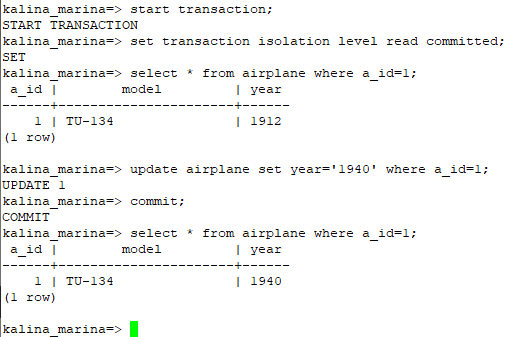 kalina_marina=> start transaction;
START TRANSACTION
kalina_marina=> set transaction isolation level read committed;
SET
kalina_marina=> select * from airplane where a_id=1;
 a_id |         model          | year
------+------------------------+------
    1 | TU-134                 | 1912
(1 row)

kalina_marina=> update airplane set year='1940' where a_id=1;
UPDATE 1
kalina_marina=> commit;
COMMIT
kalina_marina=> select * from airplane where a_id=1;
 a_id |         model          | year
------+------------------------+------
    1 | TU-134                 | 1940
(1 row)

kalina_marina=>